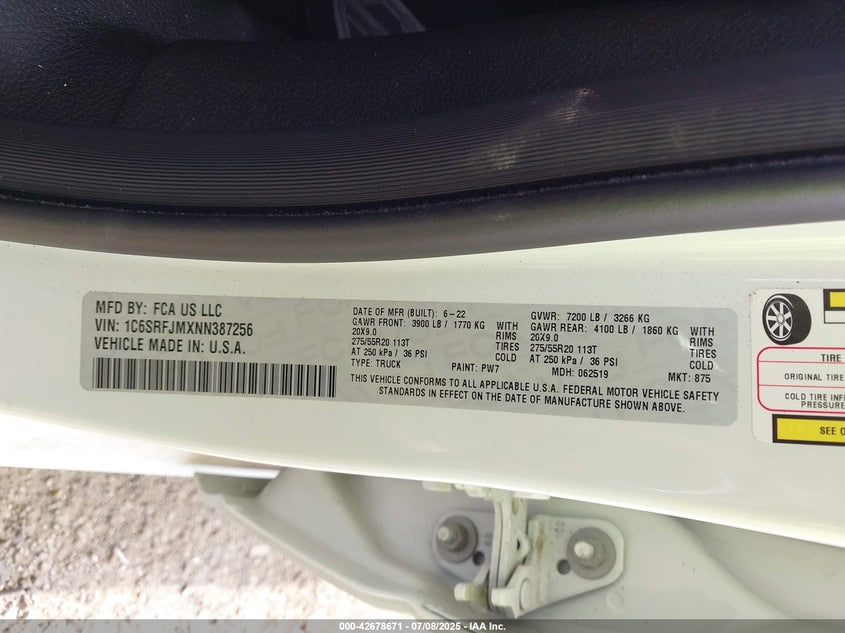 MFD BY: FCA US LLC
VIN: 1C6SRFJMXNN387256
VEHICLE MADE IN: U.S.A.
DATE OF MFR (BUILT): 6-22
GAWR FRONT: 3900 LB / 1770 KG WITH
20X9.0 RIMS
275/55R20 113T TIRES
AT 250 kPa / 36 PSI COLD
TYPE: TRUCK PAINT: PW7
GVWR: 7200 LB / 3266 KG
GAWR REAR: 4100 LB / 1860 KG WITH
20X9.0 RIMS
275/55R20 113T TIRES
AT 250 kPa / 36 PSI COLD
MDH: 062519 MKT: 875
THIS VEHICLE CONFORMS TO ALL APPLICABLE U.S.A. FEDERAL MOTOR VEHICLE SAFETY
STANDARDS IN EFFECT ON THE DATE OF MANUFACTURE SHOWN ABOVE.
TIRE
ORIGINAL TIRE
COLD TIRE
PRESSURE
SEE
000-42678671 - 07/08/2025 - IAA Inc.